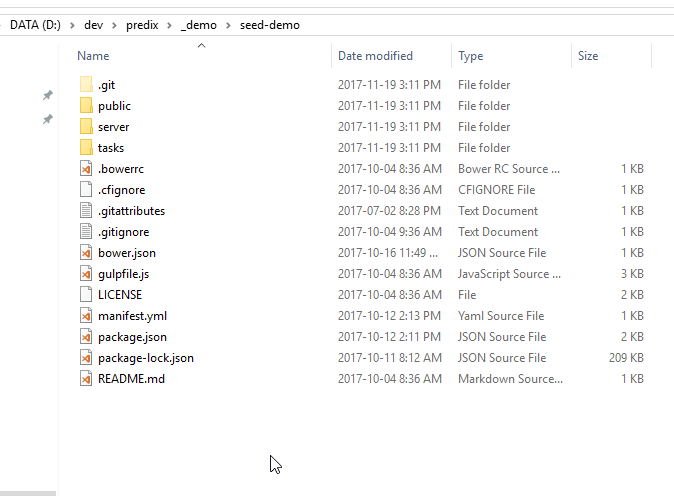 DATA (D:) > dev > predix > _demo > seed-demo
Name Date modified Type Size
.git 2017-11-19 3:11 PM File folder
public 2017-11-19 3:11 PM File folder
server 2017-11-19 3:11 PM File folder
tasks 2017-11-19 3:11 PM File folder
.bowerrc 2017-10-04 8:36 AM Bower RC Source ... 1 KB
.cfignore 2017-10-04 8:36 AM CFIGNORE File 1 KB
.gitattributes 2017-07-02 8:28 PM Text Document 1 KB
.gitignore 2017-10-04 9:36 AM Text Document 1 KB
bower.json 2017-10-16 11:49 ... JSON Source File 1 KB
gulpfile.js 2017-10-04 8:36 AM JavaScript Source ... 3 KB
LICENSE 2017-10-04 8:36 AM File 2 KB
manifest.yml 2017-10-12 2:13 PM Yaml Source File 1 KB
package.json 2017-10-12 2:11 PM JSON Source File 2 KB
package-lock.json 2017-10-11 8:12 AM JSON Source File 209 KB
README.md 2017-10-04 8:36 AM Markdown Source... 1 KB